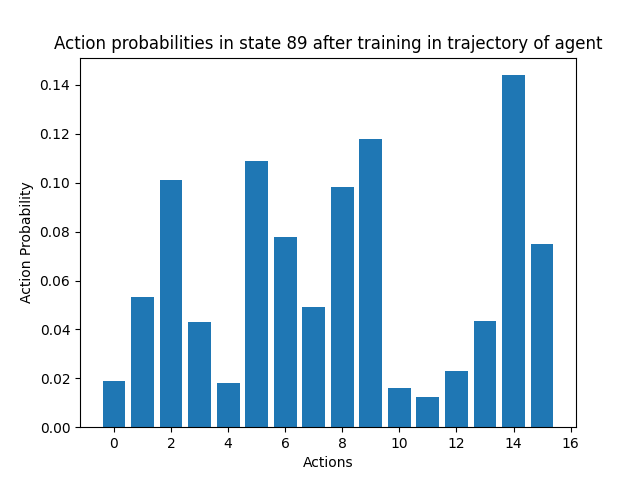 Action probabilities in state 89 after training in trajectory of agent
0.14
0.12
0.10
0.08
0.06
0.04
0.02
0.00
Action Probability
0 2 4 6 8 10 12 14 16
Actions